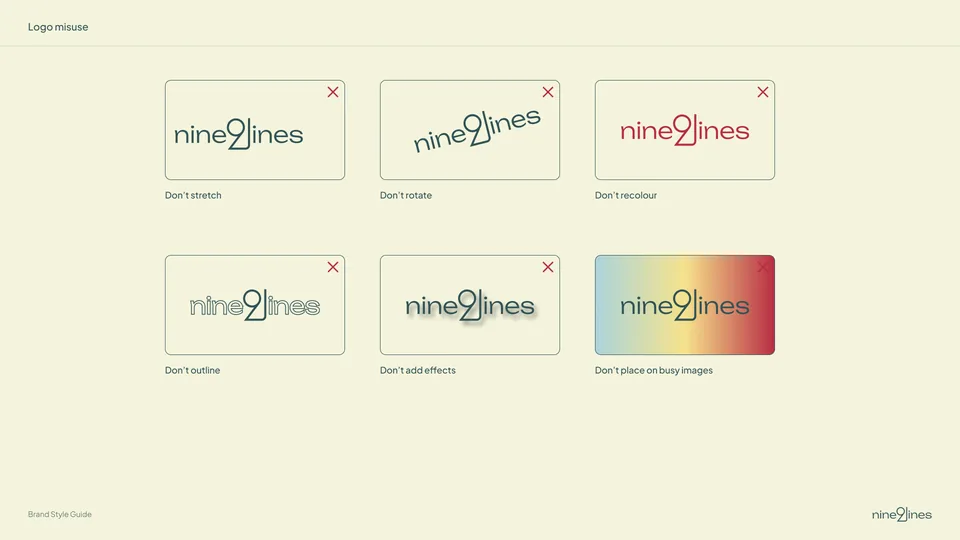 Logo misuse
nine9lines
nine9lines
nine9lines
Don't stretch
Don't rotate
Don't recolour
nine9lines
nine9lines
nine9lines
Don't outline
Don't add effects
Don't place on busy images
Brand Style Guide
nine9lines